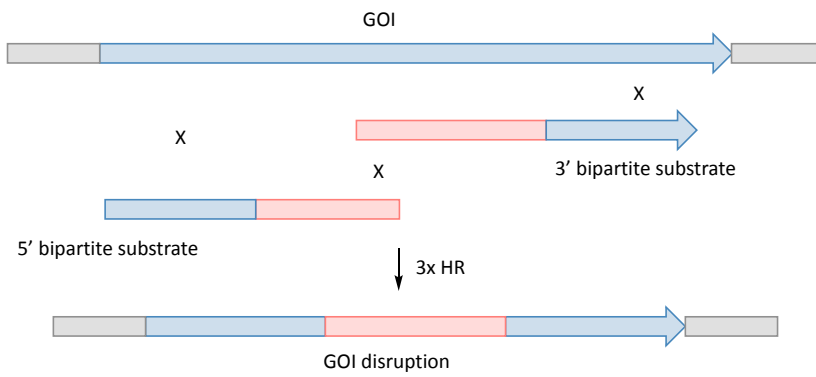 GOI
X
X
3’ bipartite substrate
X
5’ bipartite substrate
3x HR
GOI disruption